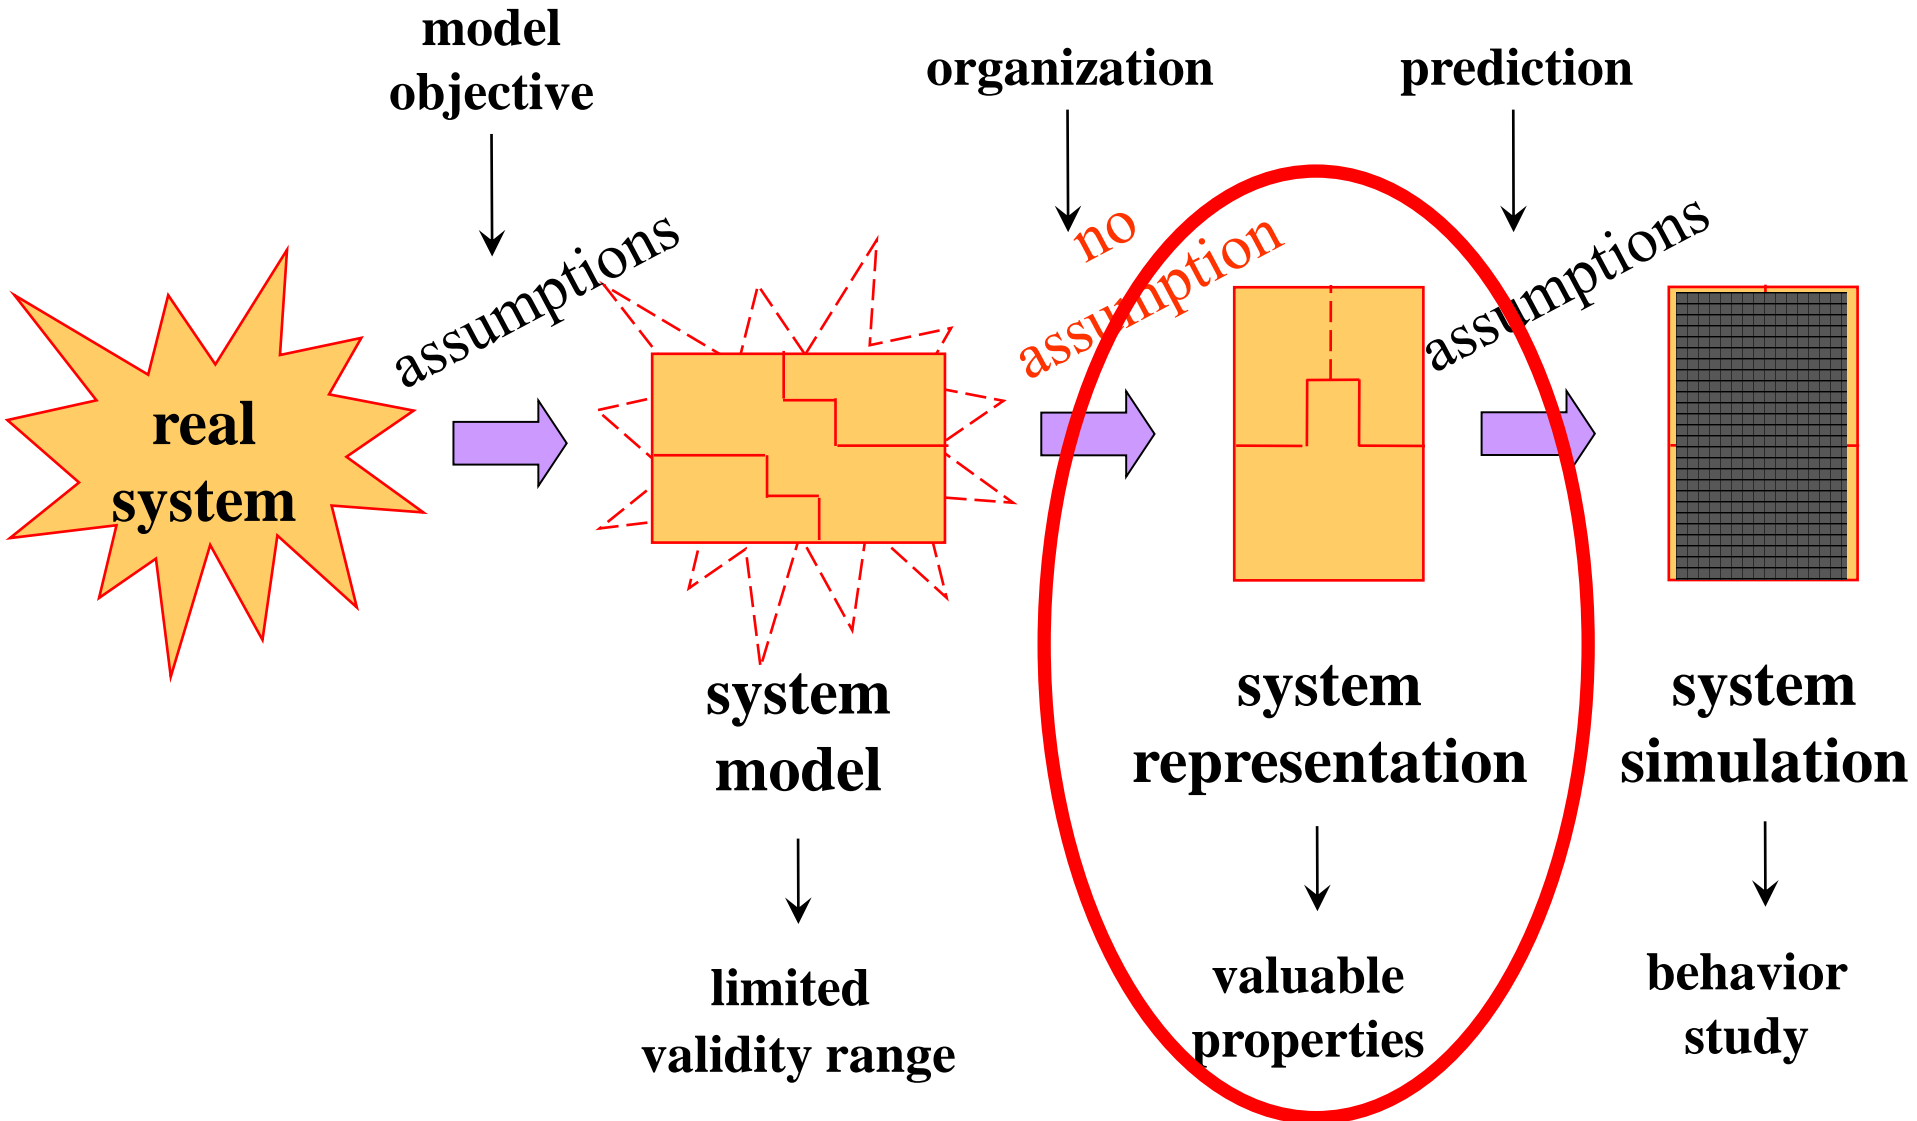 model
objective
organization
prediction
assumptions
no
assumption
assumptions
real
system
system
model
system
representation
system
simulation
limited
validity range
valuable
properties
behavior
study